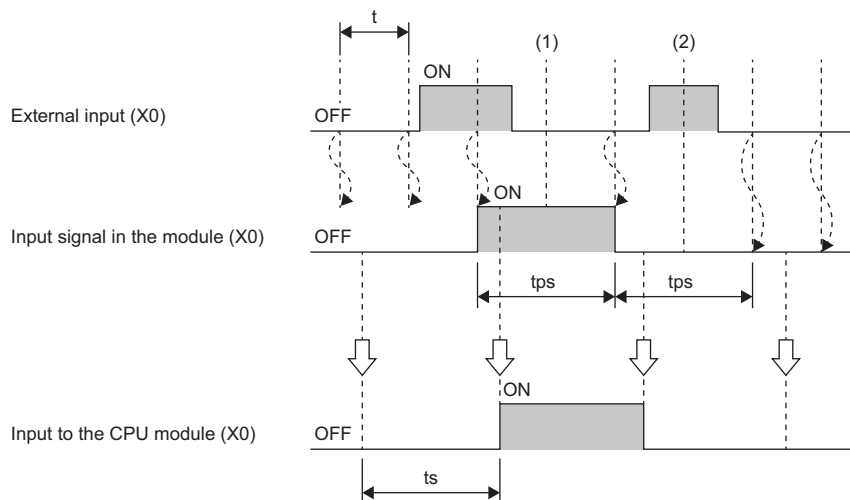 t
(1)
(2)
ON
External input (X0)
OFF
ON
Input signal in the module (X0)
OFF
tps
tps
ON
Input to the CPU module (X0)
OFF
ts